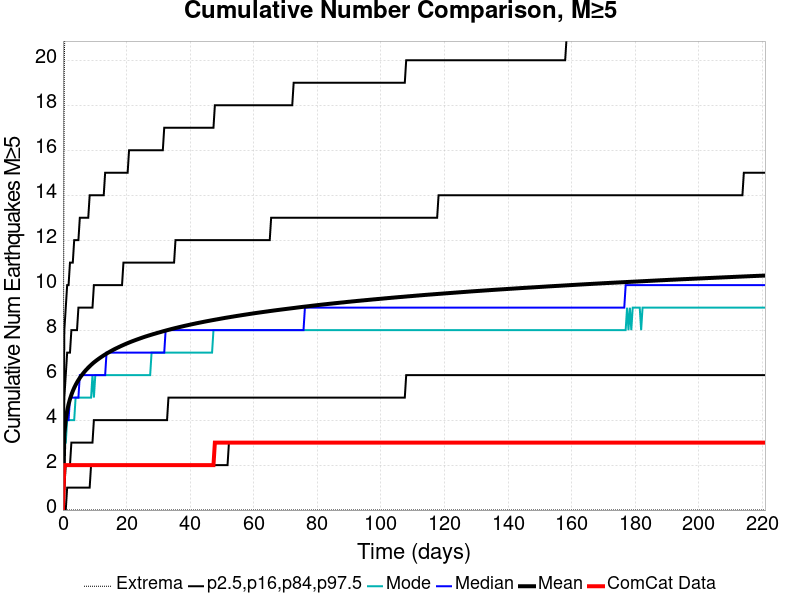 Cumulative Number Comparison, M≥5
Cumulative Num Earthquakes M≥5
20
18
16
14
12
10
8
6
4
2
0
0 20 40 60 80 100 120 140 160 180 200 220
Time (days)
Extrema p2.5,p16,p84,p97.5 Mode Median Mean ComCat Data